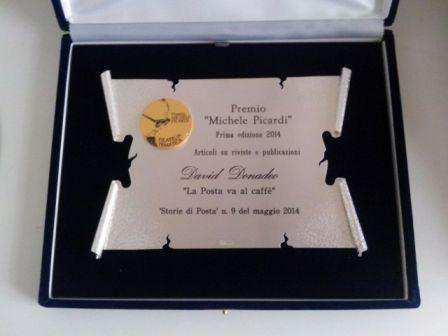 Premio
"Michele Picardi"
Prima edizione 2014
Articoli su riviste e pubblicazioni
David Donadeo
"La Posta va al caffè"
'Storie di Posta' n. 9 del maggio 2014